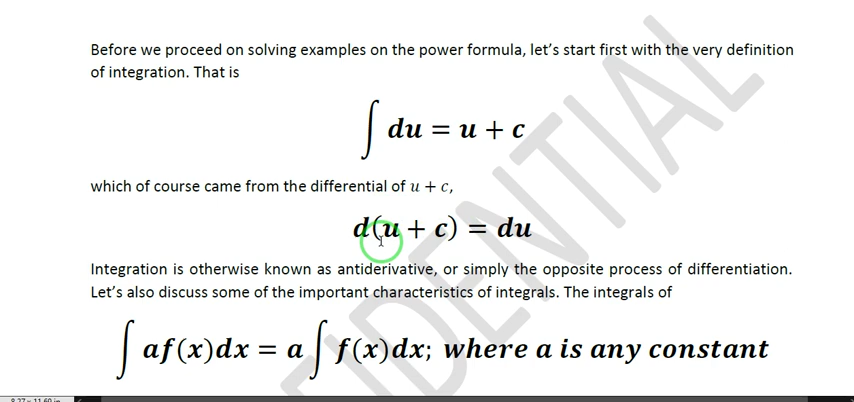 Before we proceed on solving examples on the power formula, let's start first with the very definition
of integration. That is
∫ du = u + c
which of course came from the differential of u + c,
d(u + c) = du
Integration is otherwise known as antiderivative, or simply the opposite process of differentiation.
Let's also discuss some of the important characteristics of integrals. The integrals of
∫ af(x)dx = a ∫ f(x)dx; where a is any constant